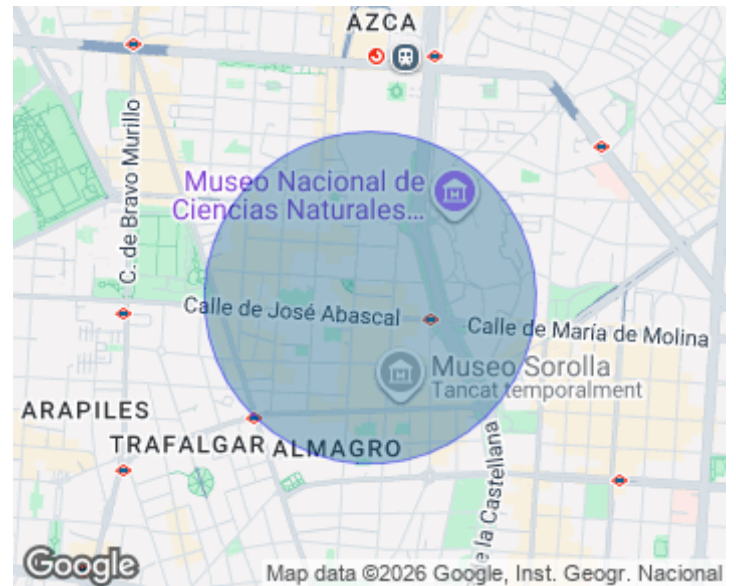 AZCA
C. de Bravo Murillo
Museo Nacional de
Ciencias Naturales...
Calle de José Abascal
Calle de María de Molina
Museo Sorolla
Tancat temporalment
ARAPILES
TRAFALGAR
ALMAGRO
e la Castellana
Google
Map data ©2026 Google, Inst. Geogr. Nacional